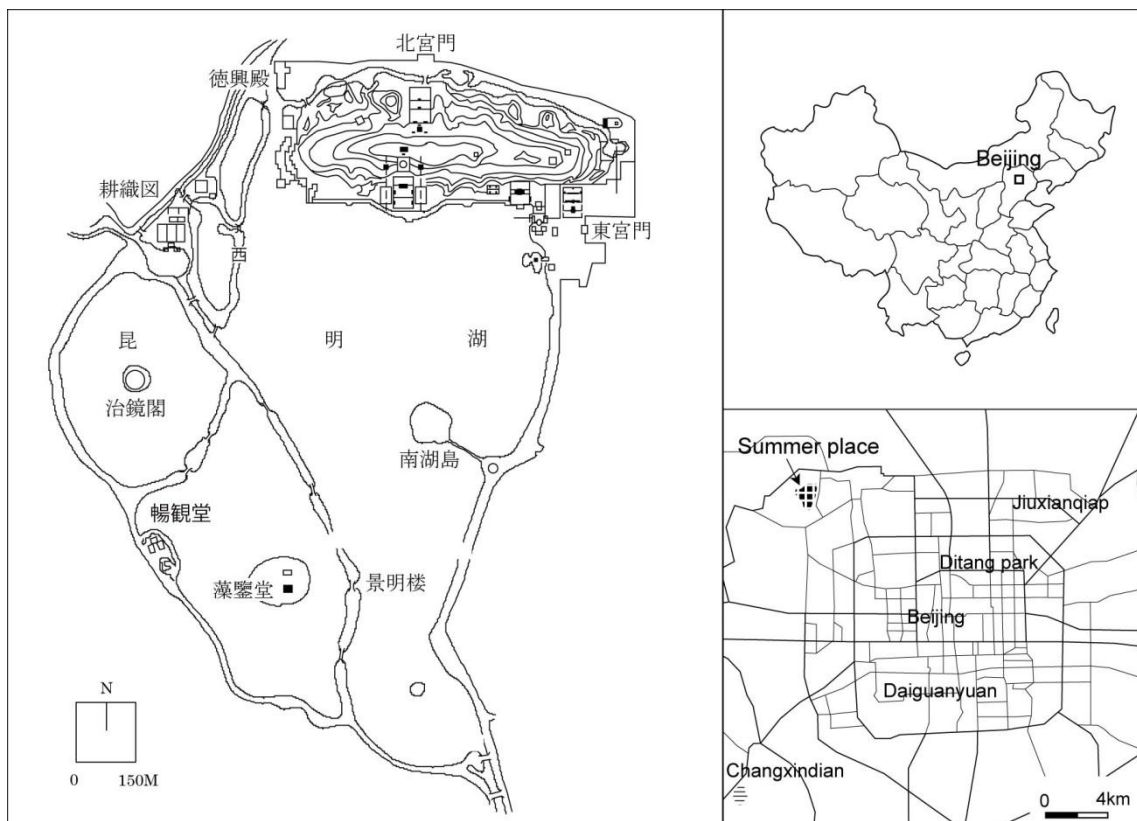 北宮門
徳興殿
耕織図
西
東宮門
昆 明 湖
治鏡閣
南湖島
暢観堂
藻鑒堂
景明楼
N
0 150M
Beijing
Summer place
Jiuxianqiap
Ditang park
Beijing
Daiguanyuan
Changxindian
0 4km